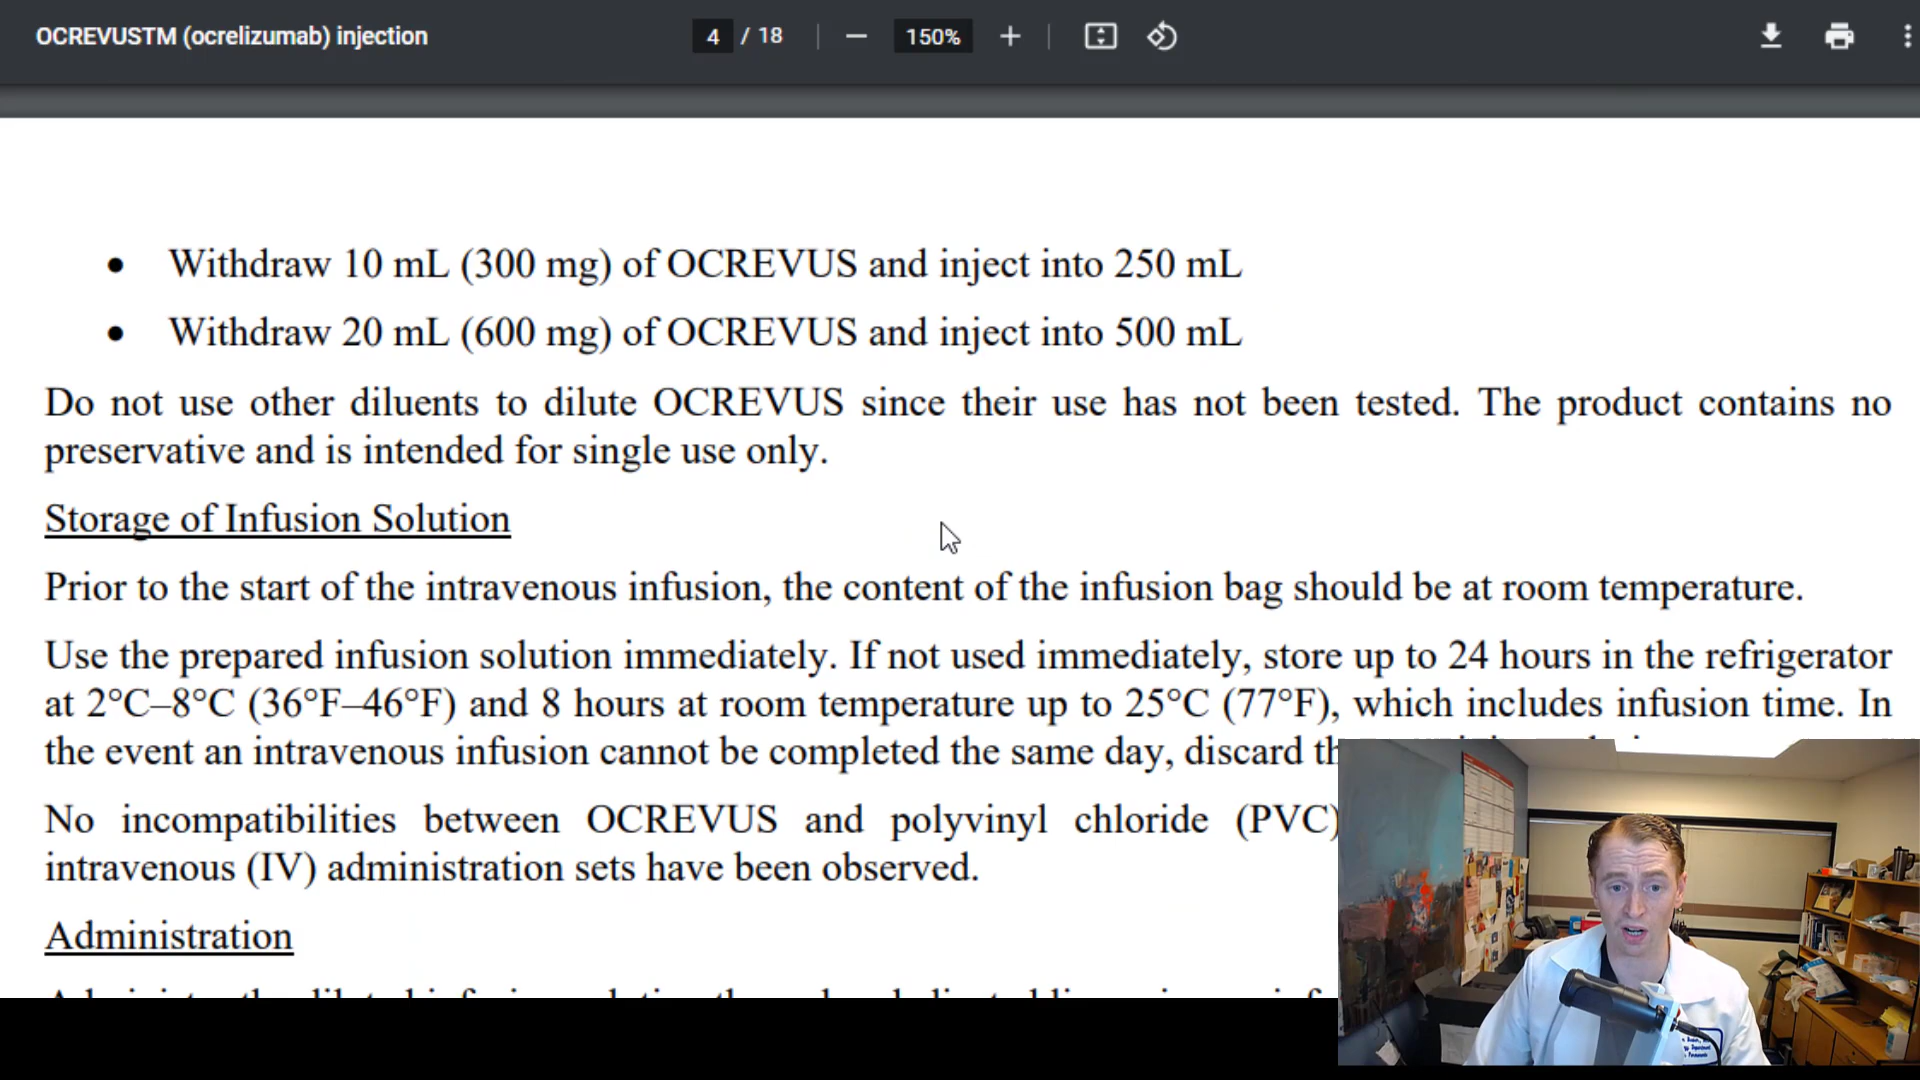 OCREVUSTM (ocrelizumab) injection
4 / 18
150%
• Withdraw 10 mL (300 mg) of OCREVUS and inject into 250 mL
• Withdraw 20 mL (600 mg) of OCREVUS and inject into 500 mL
Do not use other diluents to dilute OCREVUS since their use has not been tested. The product contains no
preservative and is intended for single use only.
Storage of Infusion Solution
Prior to the start of the intravenous infusion, the content of the infusion bag should be at room temperature.
Use the prepared infusion solution immediately. If not used immediately, store up to 24 hours in the refrigerator
at 2°C–8°C (36°F–46°F) and 8 hours at room temperature up to 25°C (77°F), which includes infusion time. In
the event an intravenous infusion cannot be completed the same day, discard
No incompatibilities between OCREVUS and polyvinyl chloride (PVC)
intravenous (IV) administration sets have been observed.
Administration